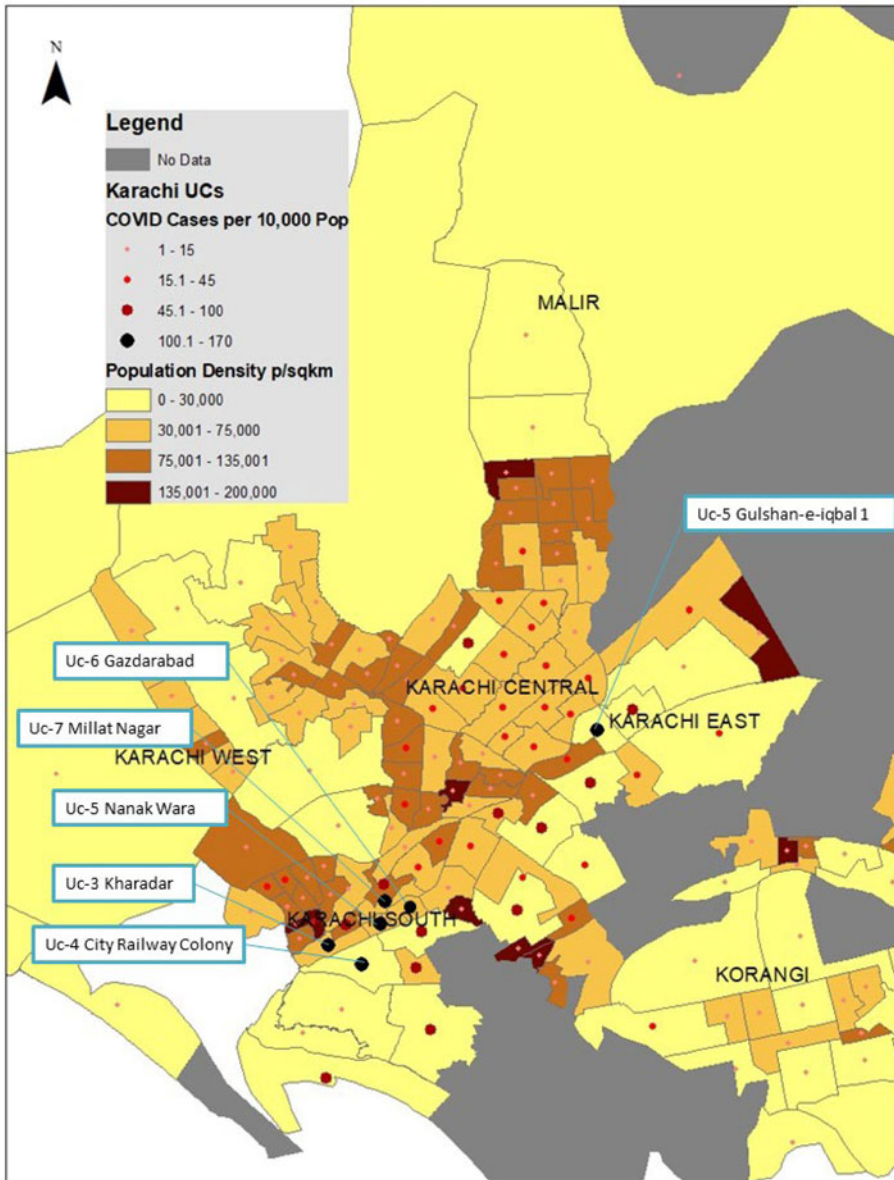 N
Legend
No Data
Karachi UCs
COVID Cases per 10,000 Pop
1 - 15
15.1 - 45
45.1 - 100
100.1 - 170
Population Density p/sqkm
0 - 30,000
30,001 - 75,000
75,001 - 135,001
135,001 - 200,000
MALIR
Uc-5 Gulshan-e-iqbal 1
Uc-6 Gazdarabad
KARACHI CENTRAL
Uc-7 Millat Nagar
KARACHI EAST
KARACHI WEST
Uc-5 Nanak Wara
Uc-3 Kharadar
KARACHI SOUTH
Uc-4 City Railway Colony
KORANGI